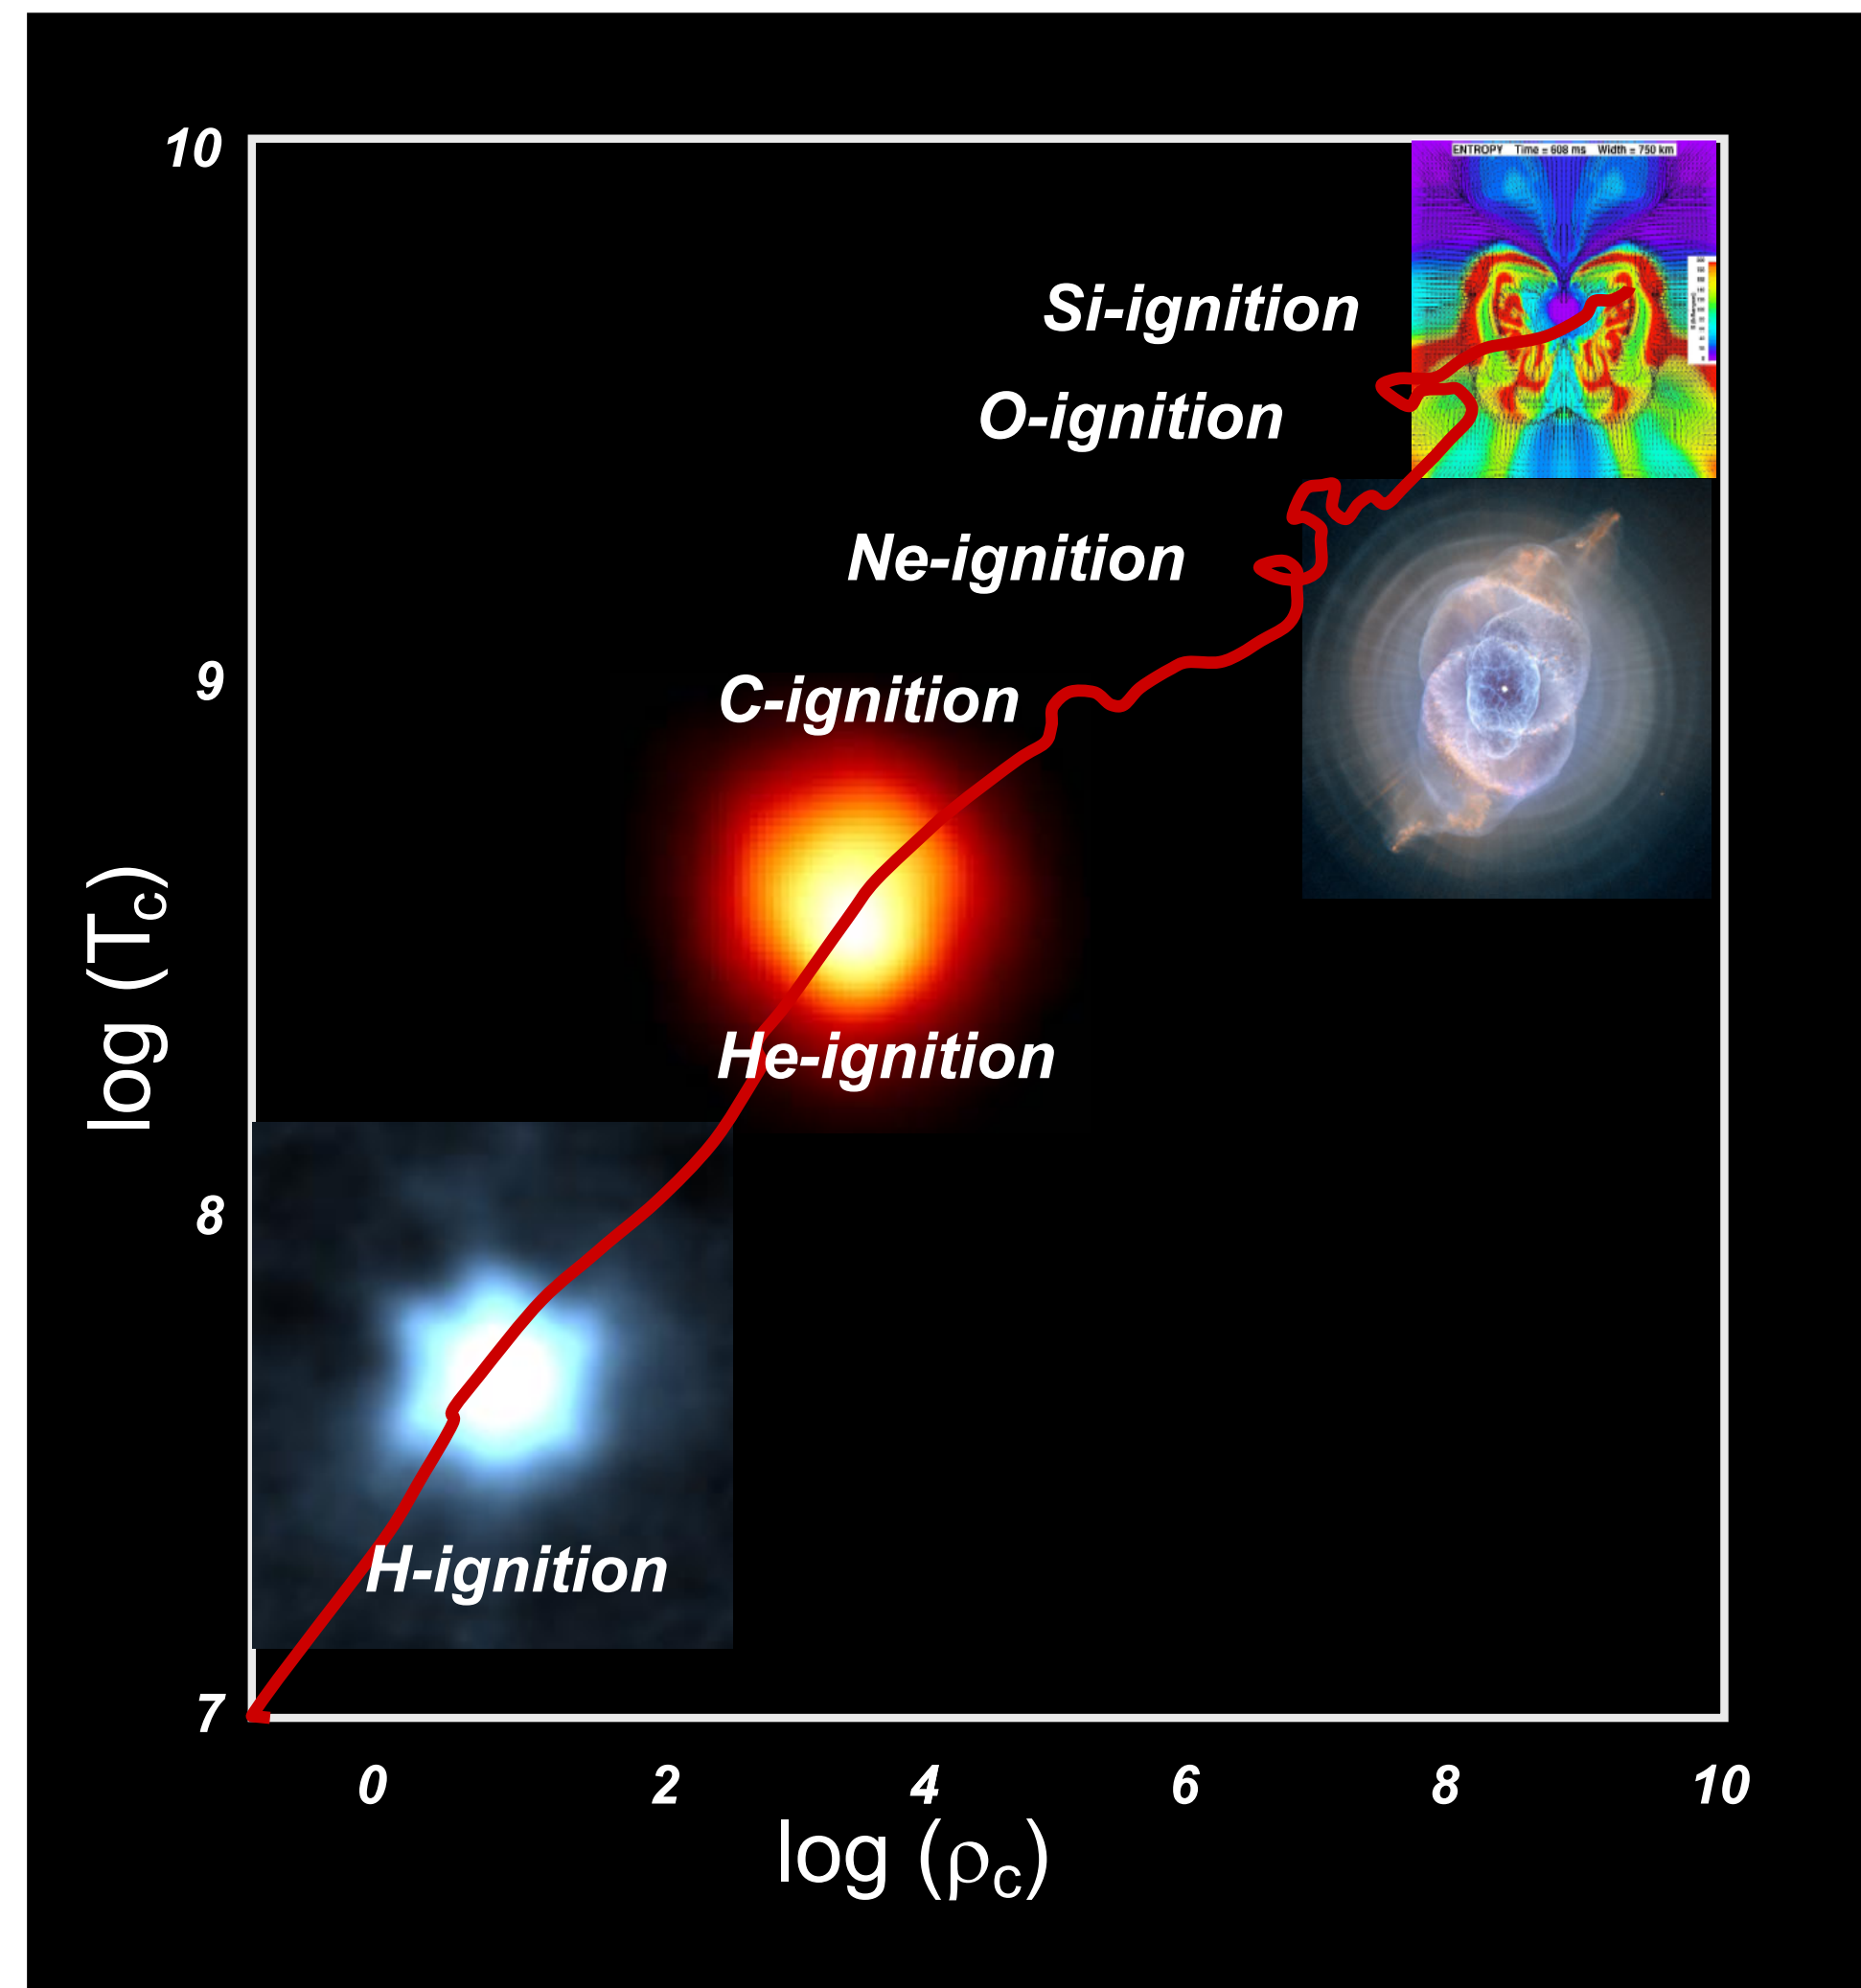 10
ENTROPY Time = 608 ms Width = 750 km
Si-ignition
O-ignition
Ne-ignition
9
C-ignition
log (Tc)
He-ignition
8
H-ignition
7
0 2 4 6 8 10
log (ρc)